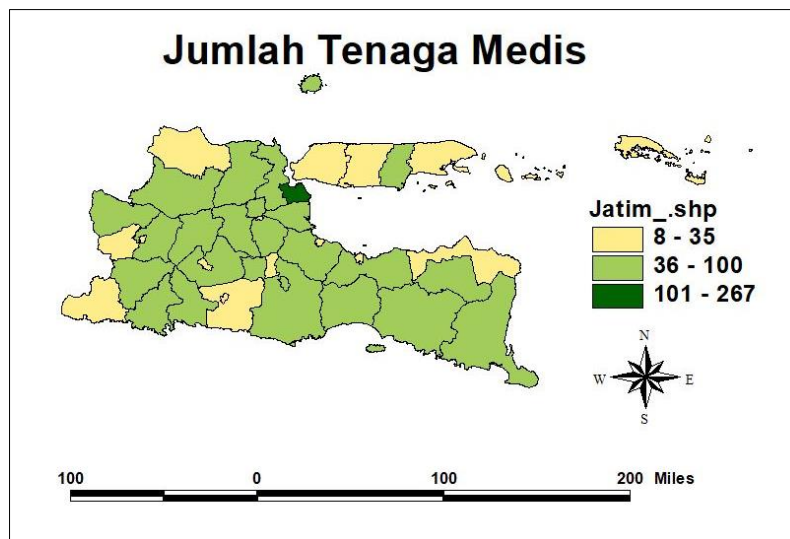 Jumlah Tenaga Medis
Jatim_.shp
8 - 35
36 - 100
101 - 267
N
W E
S
100 0 100 200 Miles